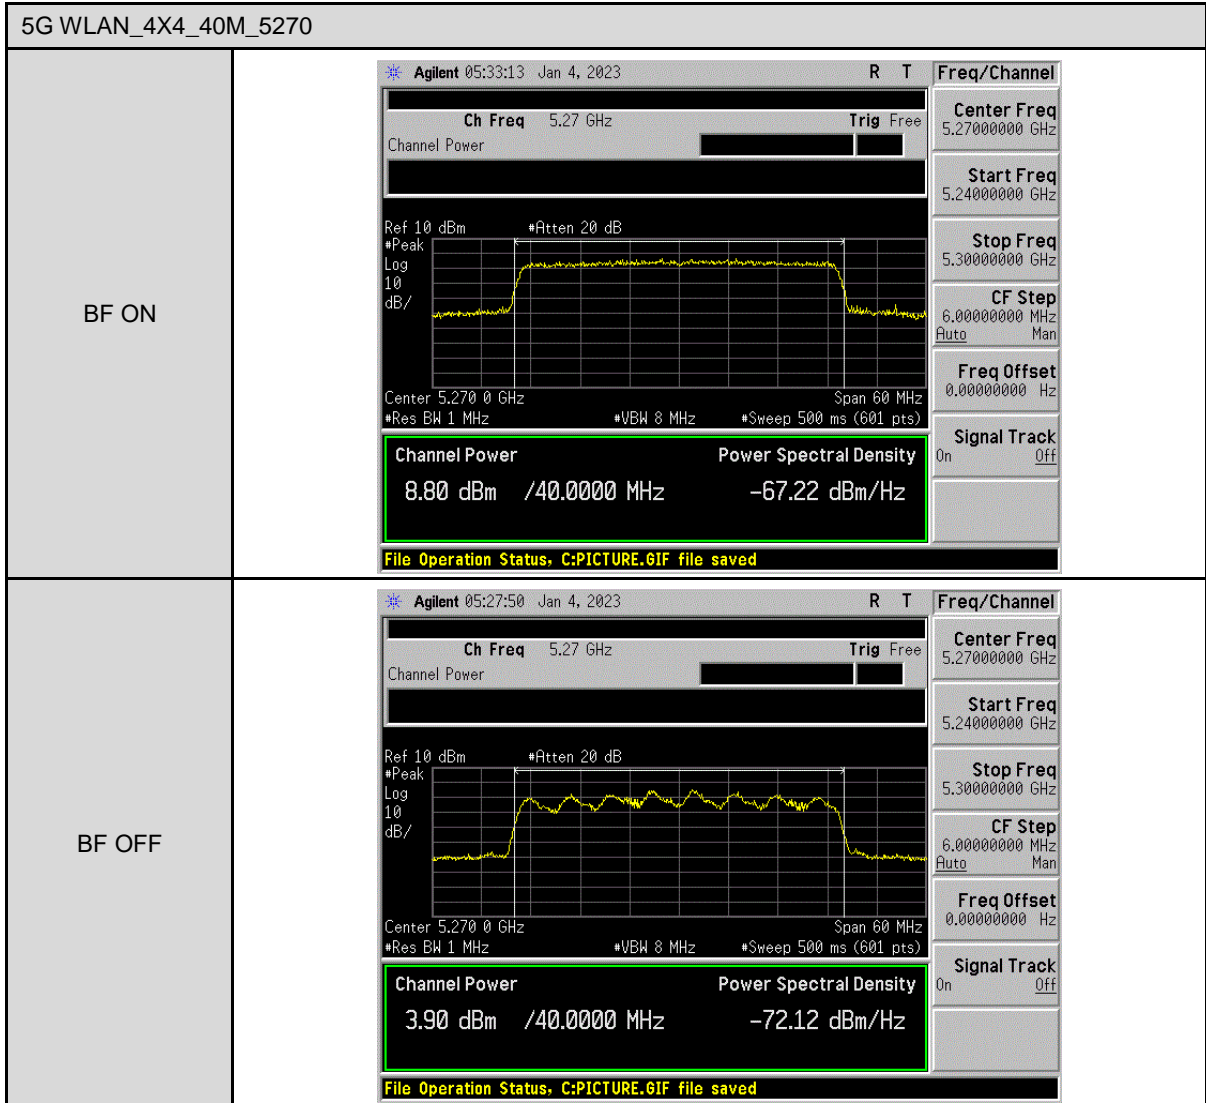 5G WLAN_4X4_40M_5270
BF ON
Agilent 05:33:13 Jan 4, 2023 R T
Freq/Channel
Ch Freq 5.27 GHz Trig Free
Channel Power
Center Freq
5.27000000 GHz
Start Freq
5.24000000 GHz
Stop Freq
5.30000000 GHz
CF Step
6.00000000 MHz
Auto Man
Freq Offset
0.00000000 Hz
Signal Track
On Off
Ref 10 dBm #Atten 20 dB
#Peak
Log
10
dB/
Center 5.270 0 GHz Span 60 MHz
#Res BW 1 MHz #VBW 8 MHz #Sweep 500 ms (601 pts)
Channel Power Power Spectral Density
8.80 dBm /40.0000 MHz -67.22 dBm/Hz
File Operation Status, C:PICTURE.GIF file saved
BF OFF
Agilent 05:27:50 Jan 4, 2023 R T
Freq/Channel
Ch Freq 5.27 GHz Trig Free
Channel Power
Center Freq
5.27000000 GHz
Start Freq
5.24000000 GHz
Stop Freq
5.30000000 GHz
CF Step
6.00000000 MHz
Auto Man
Freq Offset
0.00000000 Hz
Signal Track
On Off
Ref 10 dBm #Atten 20 dB
#Peak
Log
10
dB/
Center 5.270 0 GHz Span 60 MHz
#Res BW 1 MHz #VBW 8 MHz #Sweep 500 ms (601 pts)
Channel Power Power Spectral Density
3.90 dBm /40.0000 MHz -72.12 dBm/Hz
File Operation Status, C:PICTURE.GIF file saved